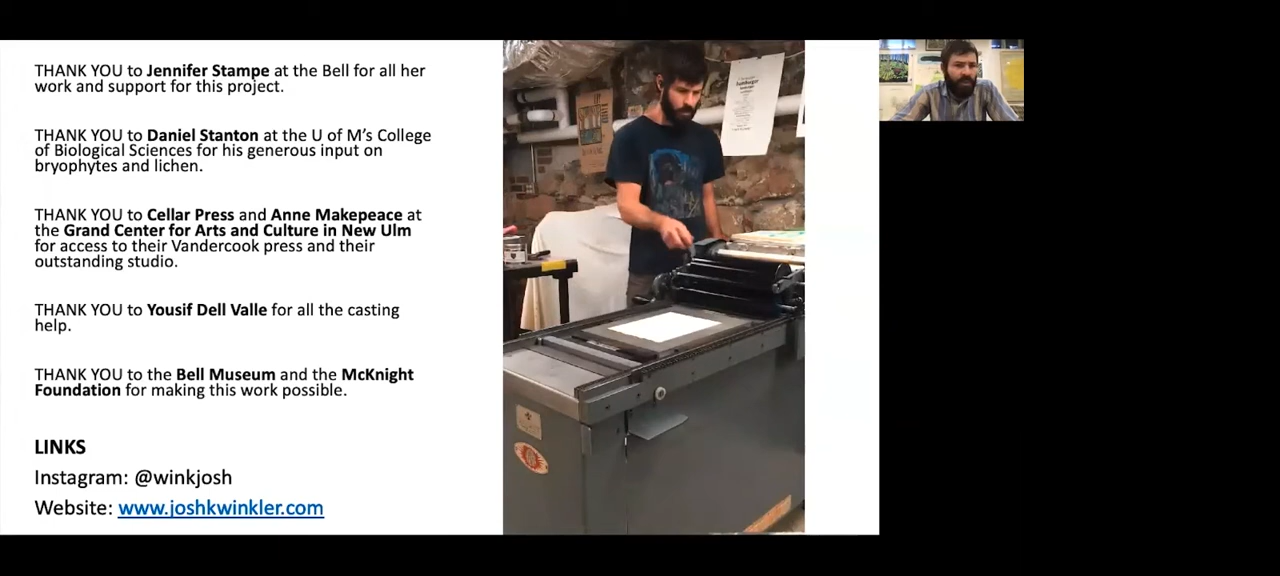 THANK YOU to Jennifer Stampe at the Bell for all her
work and support for this project.
THANK YOU to Daniel Stanton at the U of M's College
of Biological Sciences for his generous input on
bryophytes and lichen.
THANK YOU to Cellar Press and Anne Makepeace at
the Grand Center for Arts and Culture in New Ulm
for access to their Vandercook press and their
outstanding studio.
THANK YOU to Yousif Dell Valle for all the casting
help.
THANK YOU to the Bell Museum and the McKnight
Foundation for making this work possible.
LINKS
Instagram: @winkjosh
Website: www.joshkwinkler.com